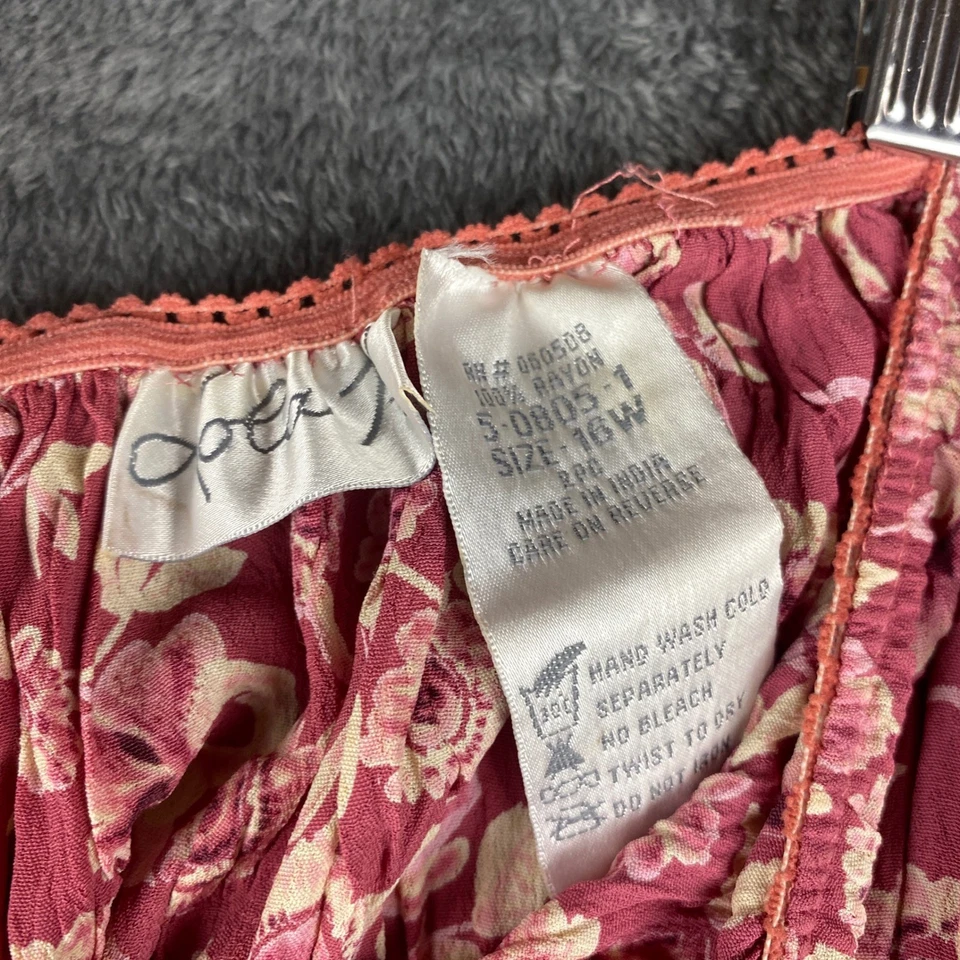 RN # 060508
100% RAYON
5-0805-1
SIZE-16W
2PC
MADE IN INDIA
CARE ON REVERSE
HAND WASH COLD
SEPARATELY
NO BLEACH
TWIST TO DRY
DO NOT IRON